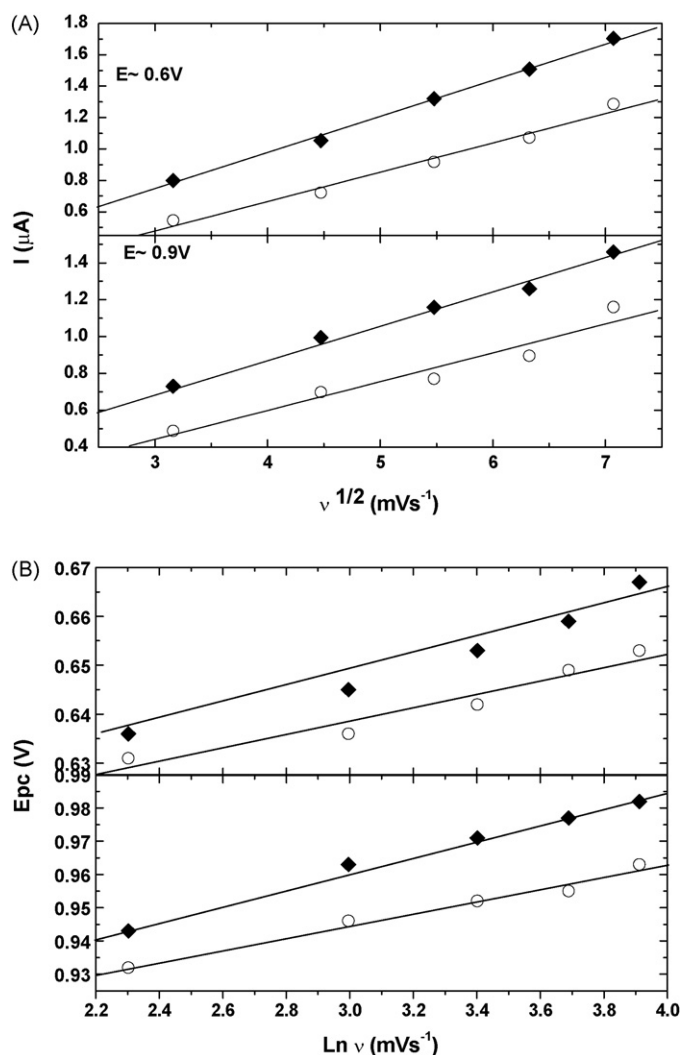 (A)
1.8
1.6
E~ 0.6V
1.4
1.2
1.0
0.8
0.6
E~ 0.9V
1.4
1.2
1.0
0.8
0.6
0.4
I (μA)
3 4 5 6 7
ν 1/2 (mVs-1)
(B)
0.67
0.66
0.65
0.64
0.63
0.99
0.98
0.97
0.96
0.95
0.94
0.93
Epc (V)
2.2 2.4 2.6 2.8 3.0 3.2 3.4 3.6 3.8 4.0
Ln ν (mVs-1)